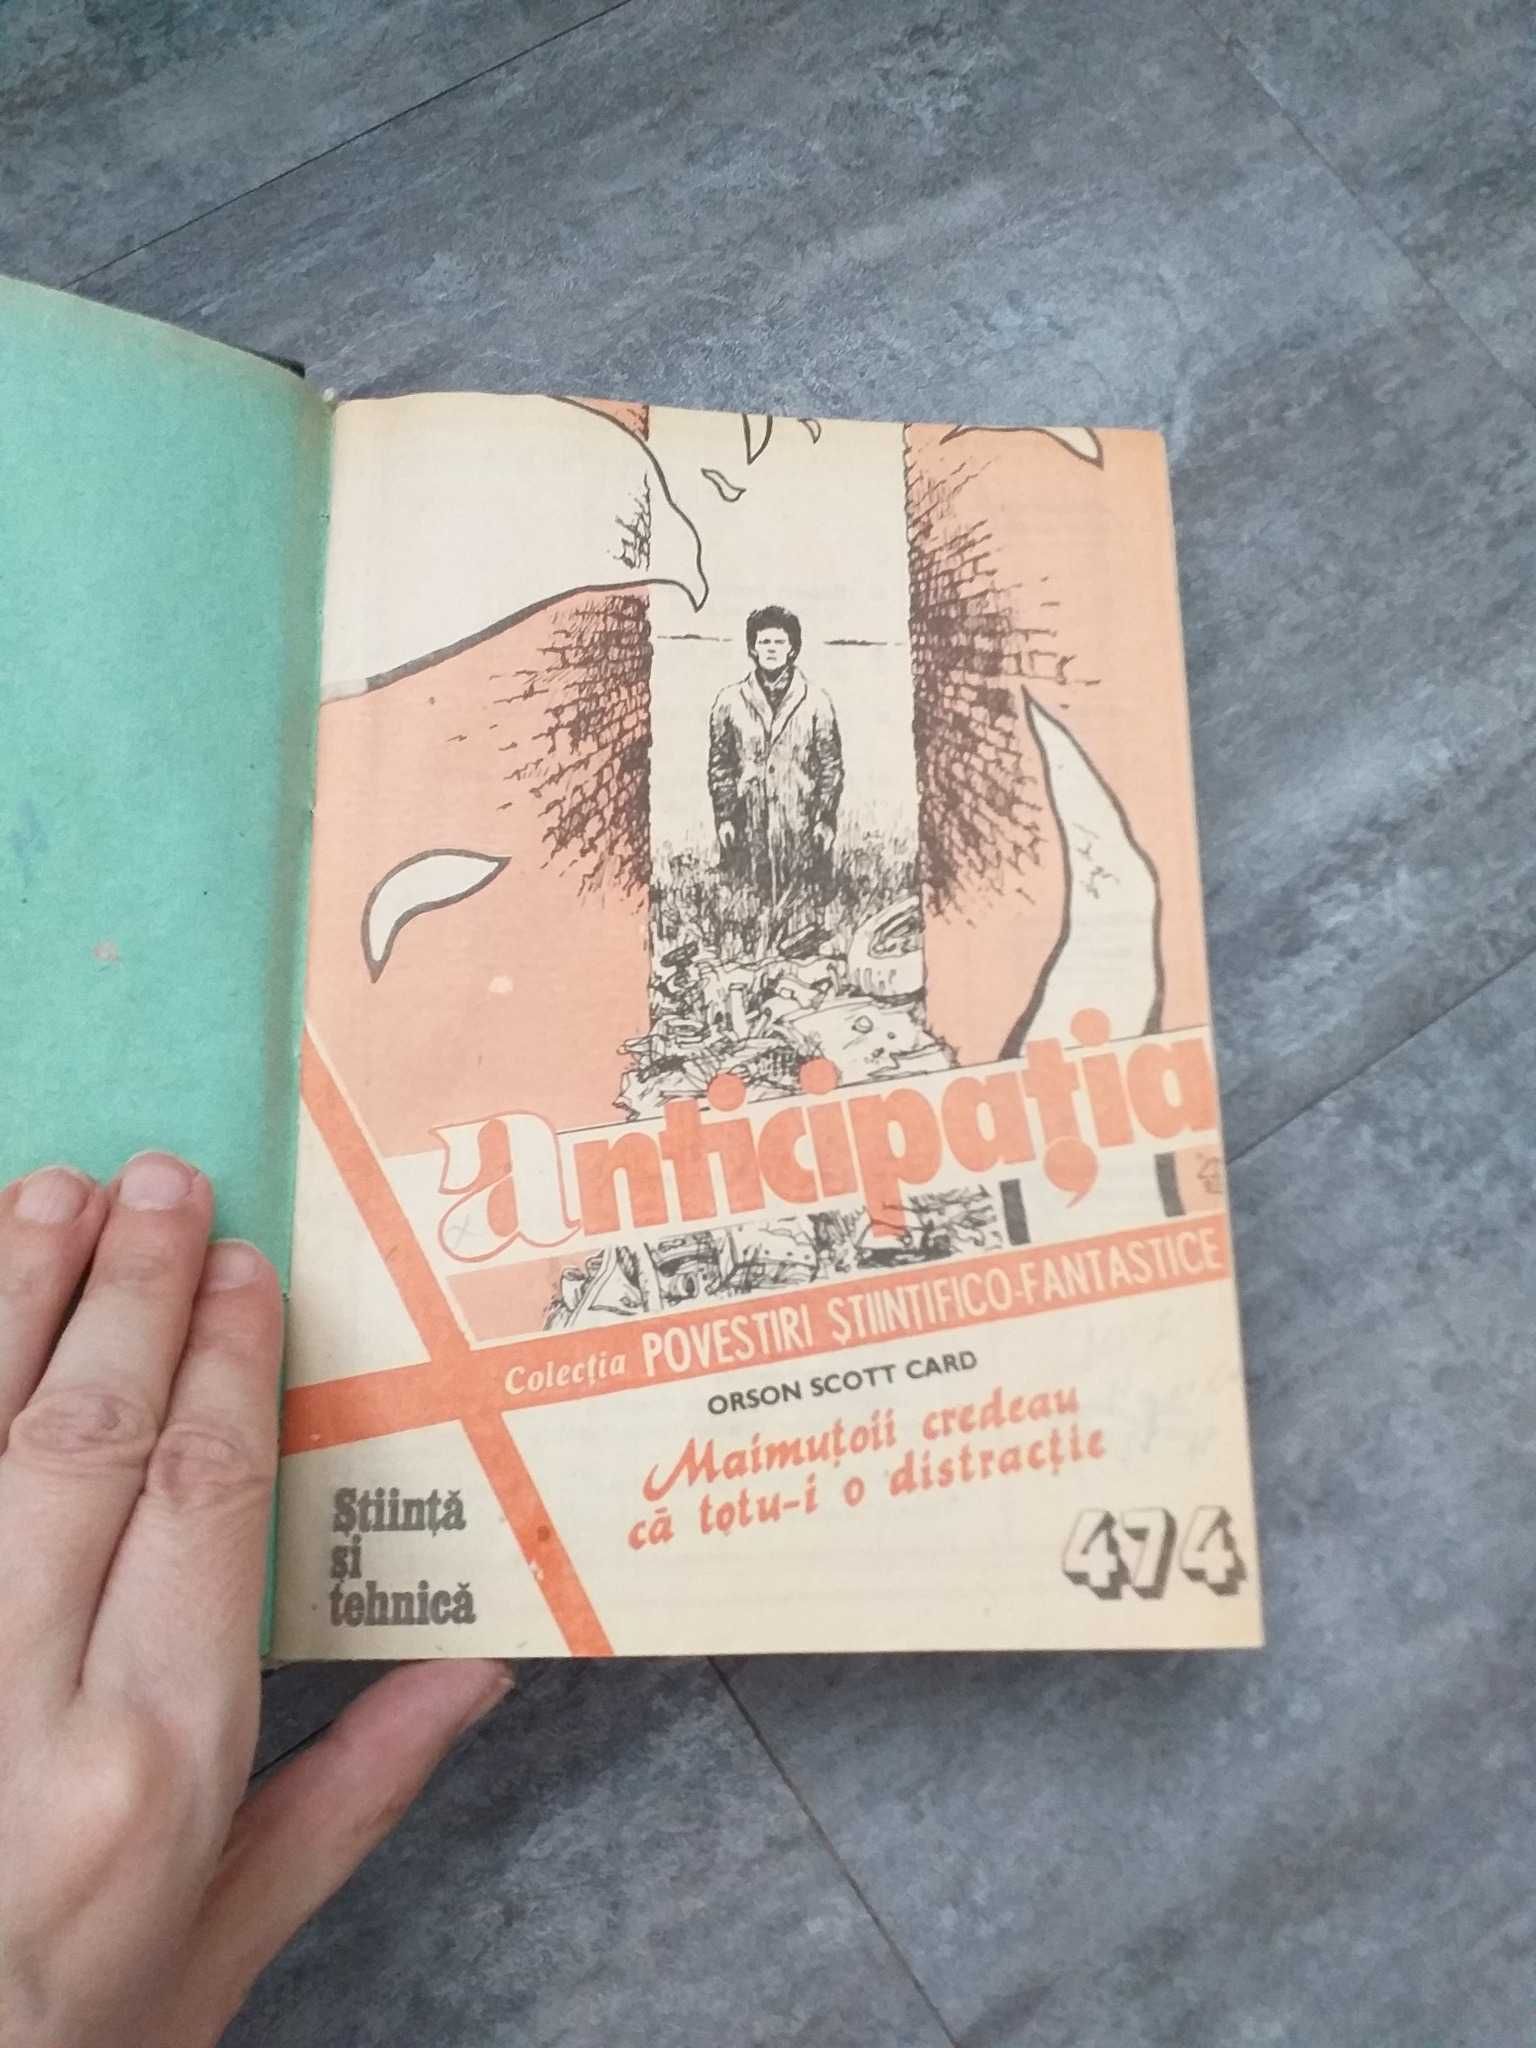 anticipația
Colecția POVESTIRI ȘTIINȚIFICO-FANTASTICE
ORSON SCOTT CARD
Maimuțoii credeau
că totu-i o distracție
Știință
și
tehnică
474